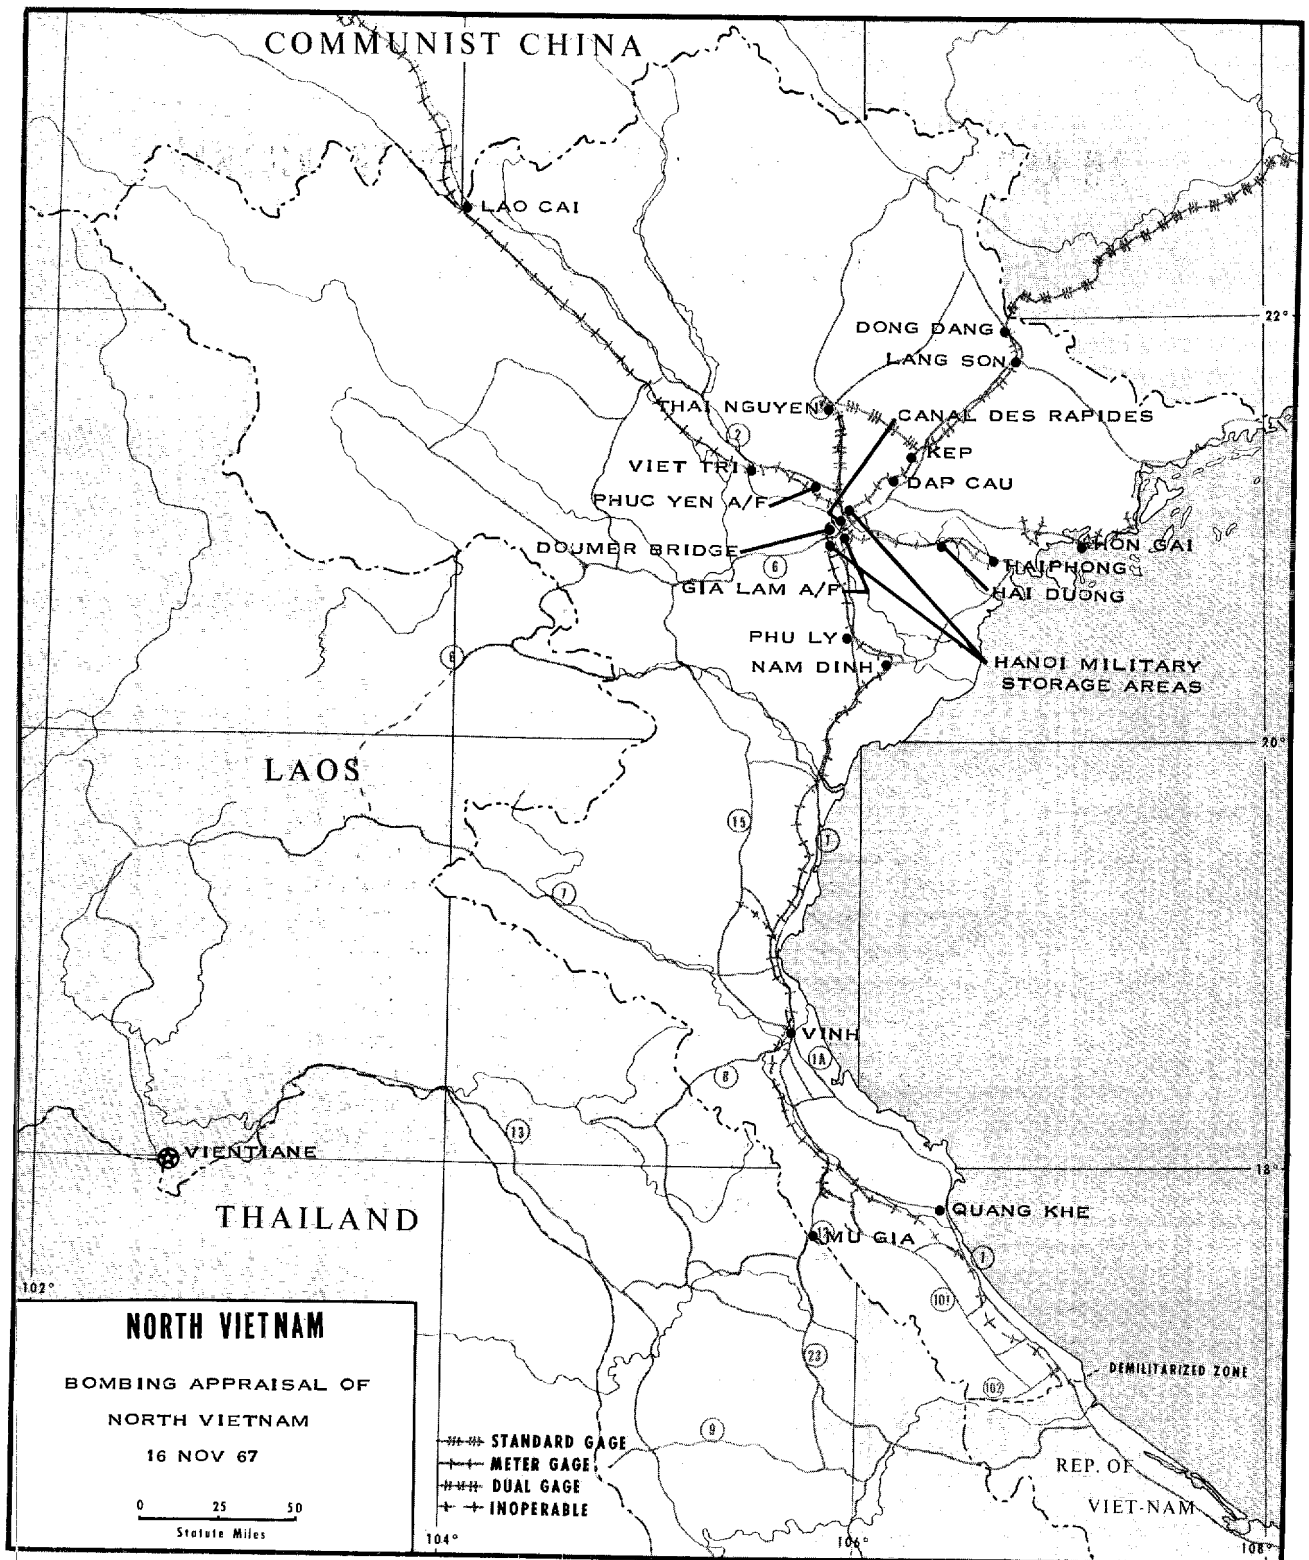 COMMUNIST CHINA
LAO CAI
22°
DONG DANG
LANG SON
THAI NGUYEN
CANAL DES RAPIDES
2
KEP
VIET TRI
DAP CAU
PHUC YEN A/F
DOUMER BRIDGE
HON GAI
6
HAIPHONG
GIA LAM A/F
HAI DUONG
PHU LY
6
NAM DINH
HANOI MILITARY
STORAGE AREAS
20°
LAOS
15
1
7
VINH
1A
8
13
VIENTIANE
18°
THAILAND
QUANG KHE
MU GIA
1
102°
101
NORTH VIETNAM
23
DEMILITARIZED ZONE
BOMBING APPRAISAL OF
102
NORTH VIETNAM
9
16 NOV 67
STANDARD GAGE
METER GAGE
REP. OF
DUAL GAGE
VIET-NAM
0 25 50
INOPERABLE
Statute Miles
104°
106°
108°